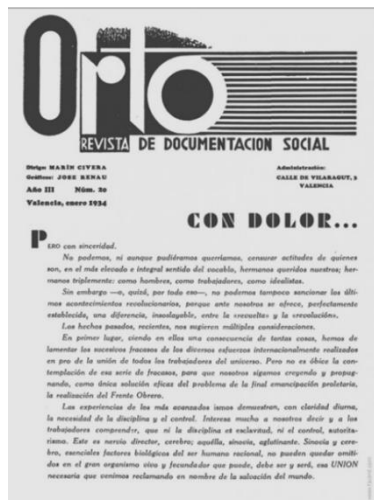 Orto
REVISTA DE DOCUMENTACION SOCIAL
Dirige: MARÍN CIVERA
Gráficos: JOSE RENAU
Año III Núm. 20
Valencia, enero 1934
Administración:
CALLE DE VILARAGUT, 3
VALENCIA
CON DOLOR...
PERO con sinceridad.
No podemos, ni aunque pudiéramos querríamos, censurar actitudes de quienes
son, en el más elevado e integral sentido del vocablo, hermanos queridos nuestros; her-
manos triplemente: como hombres, como trabajadores, como idealistas.
Sin embargo —o, quizá, por todo eso—, no podemos tampoco sancionar los últi-
mos acontecimientos revolucionarios, porque ante nosotros se ofrece, perfectamente
establecida, una diferencia, insoslayable, entre la «revuelta» y la «revolución».
Los hechos pasados, recientes, nos sugieren múltiples consideraciones.
En primer lugar, viendo en ellos una consecuencia de tantas cosas, hemos de
lamentar los sucesivos fracasos de los diversos esfuerzos internacionalmente realizados
en pro de la unión de todos los trabajadores del universo. Pero no es óbice la con-
templación de esa serie de fracasos, para que nosotros sigamos creyendo y propug-
nando, como única solución eficaz del problema de la final emancipación proletaria,
la realización del Frente Obrero.
Las experiencias de los más avanzados ismos demuestran, con claridad diurna,
la necesidad de la disciplina y el control. Interesa mucho a nosotros decir y a los
trabajadores comprender, que ni la disciplina es esclavitud, ni el control, autorita-
rismo. Este es nervio director, cerebro; aquélla, sinovia, aglutinante. Sinovia y cere-
bro, esenciales factores biológicos del ser humano racional, no pueden quedar omiti-
dos en el gran organismo vivo y fecundador que puede, debe ser y será, esa UNION
necesaria que venimos reclamando en nombre de la salvación del mundo.